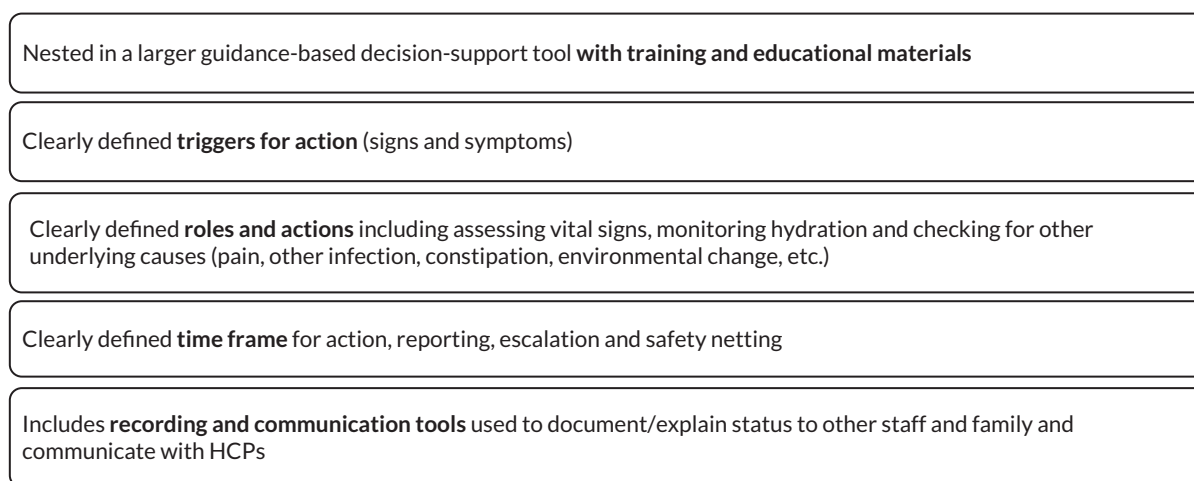 Nested in a larger guidance-based decision-support tool with training and educational materials
Clearly defined triggers for action (signs and symptoms)
Clearly defined roles and actions including assessing vital signs, monitoring hydration and checking for other
underlying causes (pain, other infection, constipation, environmental change, etc.)
Clearly defined time frame for action, reporting, escalation and safety netting
Includes recording and communication tools used to document/explain status to other staff and family and
communicate with HCPs